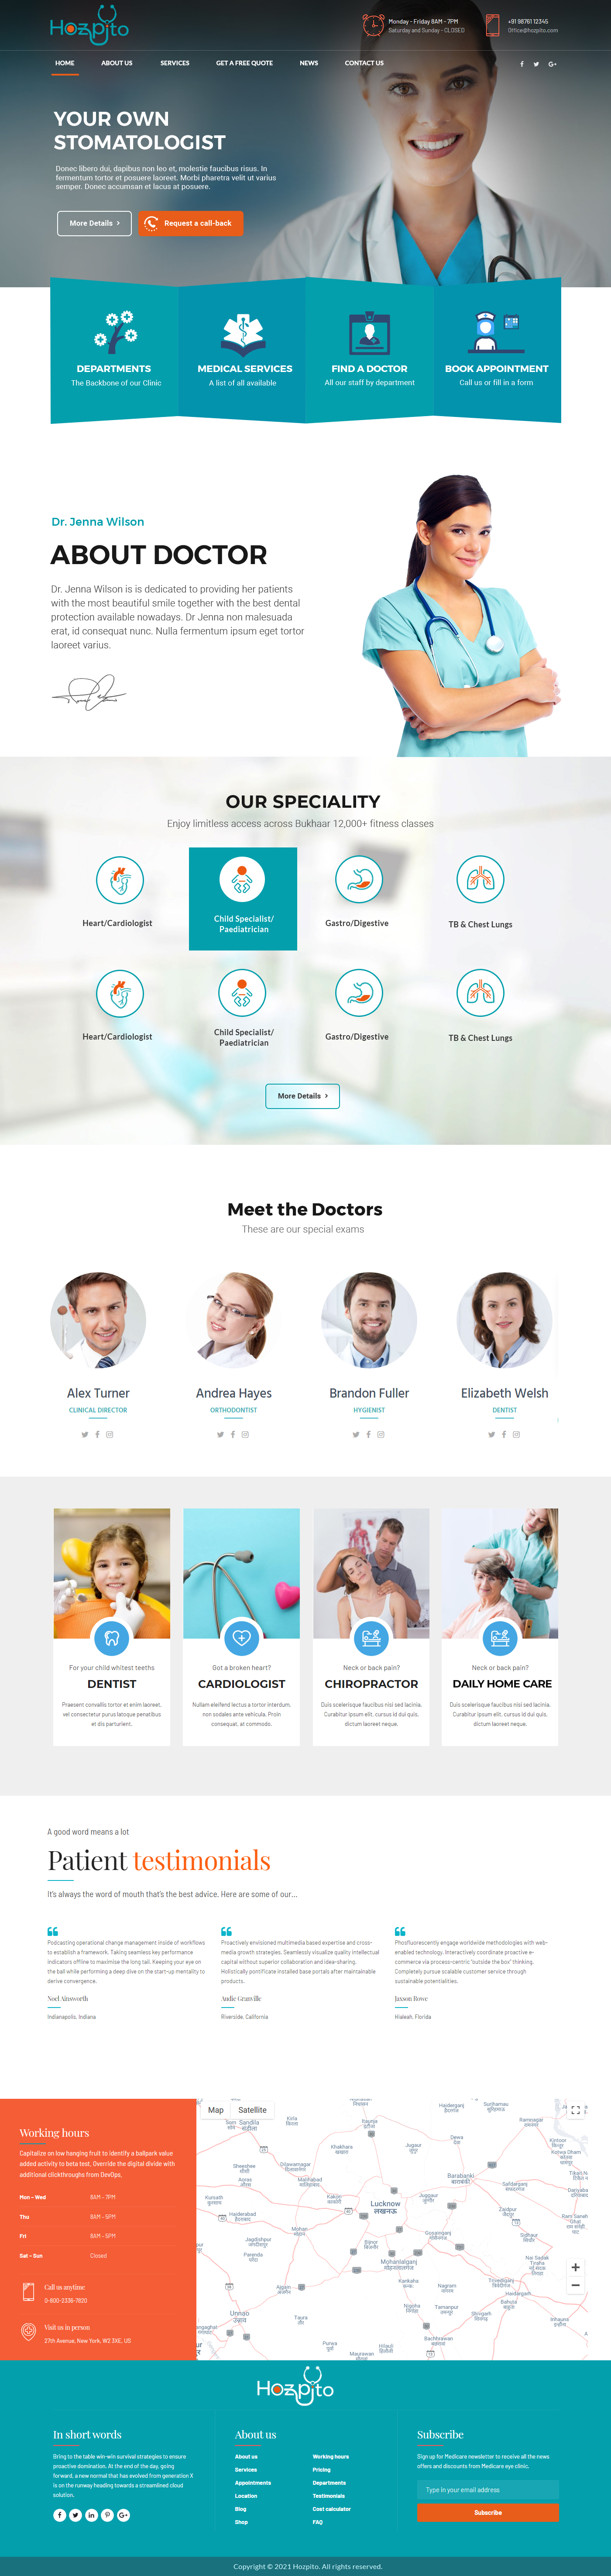 Hozpito
Monday - Friday 8AM - 7PM
Saturday and Sunday - CLOSED
+91 98761 12345
Office@hozpito.com
HOME ABOUT US SERVICES GET A FREE QUOTE NEWS CONTACT US
YOUR OWN
STOMATOLOGIST
Donec libero dui, dapibus non leo et, molestie faucibus risus. In
fermentum tortor et posuere laoreet. Morbi pharetra velit ut varius
semper. Donec accumsan et lacus at posuere.
More Details
Request a call-back
DEPARTMENTS
The Backbone of our Clinic
MEDICAL SERVICES
A list of all available
FIND A DOCTOR
All our staff by department
BOOK APPOINTMENT
Call us or fill in a form
Dr. Jenna Wilson
ABOUT DOCTOR
Dr. Jenna Wilson is is dedicated to providing her patients
with the most beautiful smile together with the best dental
protection available nowadays. Dr Jenna non malesuada
erat, id consequat nunc. Nulla fermentum ipsum eget tortor
laoreet varius.
OUR SPECIALITY
Enjoy limitless access across Bukhaar 12,000+ fitness classes
Heart/Cardiologist
Child Specialist/
Paediatrician
Gastro/Digestive
TB & Chest Lungs
Heart/Cardiologist
Child Specialist/
Paediatrician
Gastro/Digestive
TB & Chest Lungs
More Details
Meet the Doctors
These are our special exams
Alex Turner
CLINICAL DIRECTOR
Andrea Hayes
ORTHODONTIST
Brandon Fuller
HYGIENIST
Elizabeth Welsh
DENTIST
For your child whitest teeths
DENTIST
Praesent convallis tortor et enim laoreet,
vel consectetur purus latoque penatibus
et dis parturient.
Got a broken heart?
CARDIOLOGIST
Nullam eleifend lectus a tortor interdum,
non sodales ante vehicula. Proin
consequat, at commodo.
Neck or back pain?
CHIROPRACTOR
Duis scelerisque faucibus nisi sed lacinia.
Curabitur ipsum elit, cursus id dui quis,
dictum laoreet neque.
Neck or back pain?
DAILY HOME CARE
Duis scelerisque faucibus nisi sed lacinia.
Curabitur ipsum elit, cursus id dui quis,
dictum laoreet neque.
A good word means a lot
Patient testimonials
It's always the word of mouth that's the best advice. Here are some of our...
Podcasting operational change management inside of workflows
to establish a framework. Taking seamless key performance
indicators offline to maximise the long tail. Keeping your eye on
the ball while performing a deep dive on the start-up mentality to
derive convergence.
Noel Ainsworth
Indianapolis, Indiana
Proactively envisioned multimedia based expertise and cross-
media growth strategies. Seamlessly visualize quality intellectual
capital without superior collaboration and idea-sharing.
Holistically pontificate installed base portals after maintainable
products.
Audie Granville
Riverside, California
Phosfluorescently engage worldwide methodologies with web-
enabled technology. Interactively coordinate proactive e-
commerce via process-centric "outside the box" thinking.
Completely pursue scalable customer service through
sustainable potentialities.
Jaxson Rowe
Hialeah, Florida
Working hours
Capitalize on low hanging fruit to identify a ballpark value
added activity to beta test. Override the digital divide with
additional clickthroughs from DevOps.
Mon – Wed 8AM - 7PM
Thu 8AM - 5PM
Fri 8AM - 5PM
Sat – Sun Closed
Call us anytime
0-800-2336-7820
Visit us in person
27th Avenue, New York, W2 3XE, US
Map Satellite
Lucknow
लखनऊ
Barabanki
बाराबंकी
Mohanlalganj
मोहनलालगंज
Unnao
उन्नाव
Sandila
Haidergarh
Hozpito
In short words
Bring to the table win-win survival strategies to ensure
proactive domination. At the end of the day, going
forward, a new normal that has evolved from generation X
is on the runway heading towards a streamlined cloud
solution.
About us
About us
Services
Appointments
Location
Blog
Shop
Working hours
Pricing
Departments
Testimonials
Cost calculator
FAQ
Subscribe
Sign up for Medicare newsletter to receive all the news
offers and discounts from Medicare eye clinic.
Type in your email address
Subscribe
Copyright © 2021 Hozpito. All rights reserved.